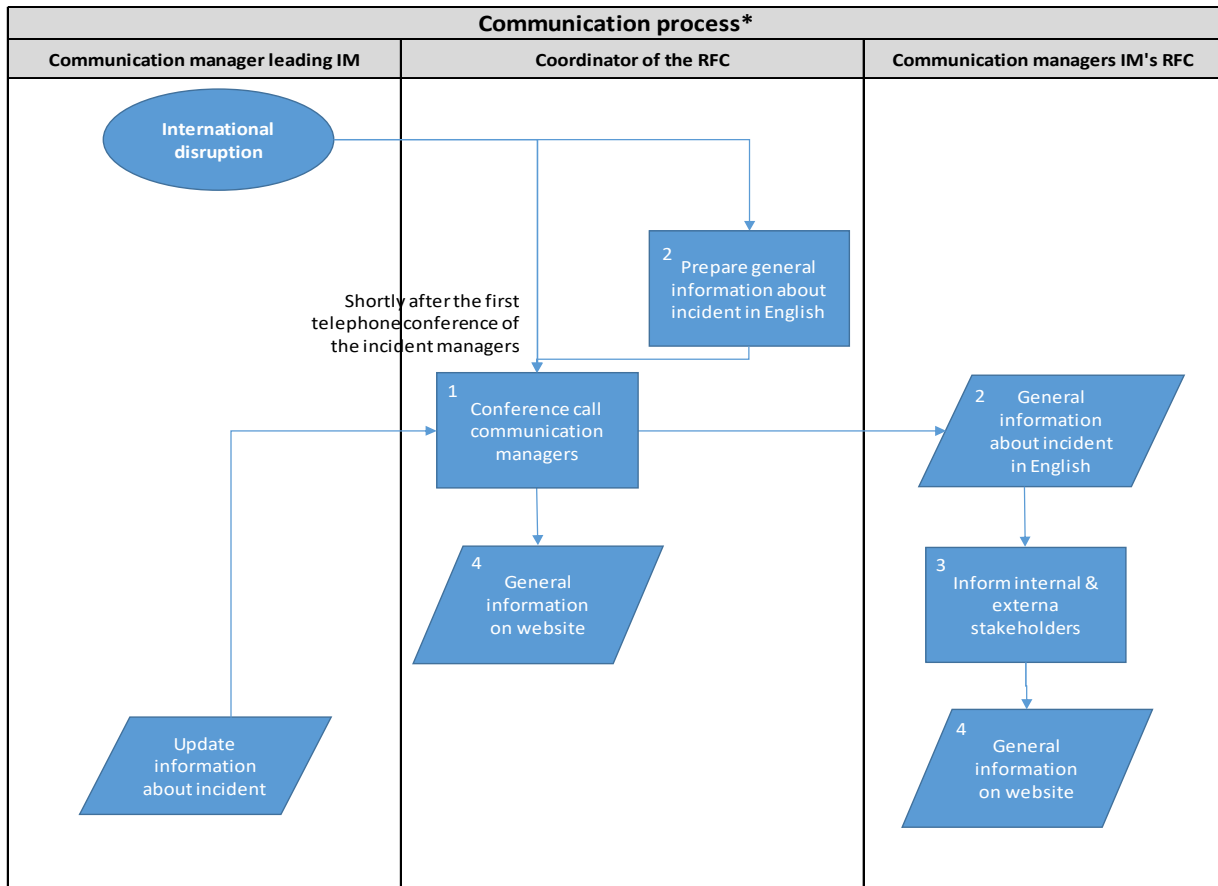 Communication process*
Communication manager leading IM
Coordinator of the RFC
Communication managers IM's RFC
International
disruption
2
Prepare general
information about
incident in English
Shortly after the first
telephone conference of
the incident managers
1
Conference call
communication
managers
2
General
information
about incident
in English
4
General
information
on website
3
Inform internal &
externa
stakeholders
Update
information
about incident
4
General
information
on website